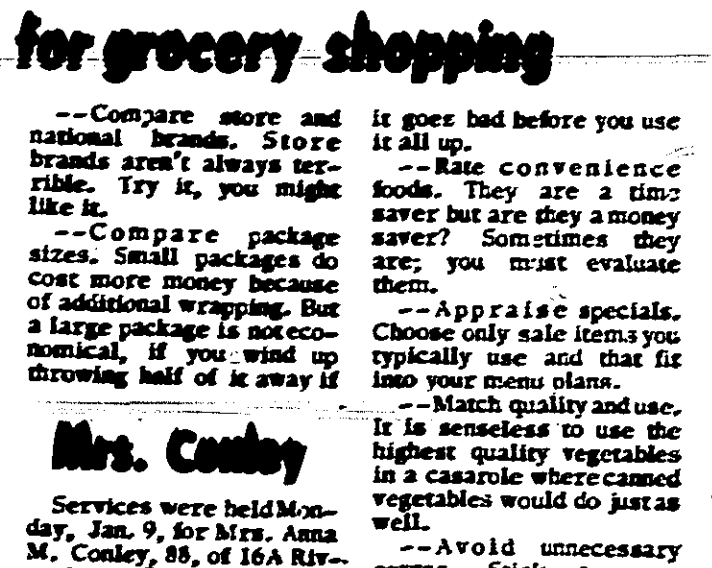 for grocery shopping
--Compare store and
national brands. Store
brands aren't always ter-
rible. Try it, you might
like it.
--Compare package
sizes. Small packages do
cost more money because
of additional wrapping. But
a large package is not eco-
nomical, if you wind up
throwing half of it away if
it goes bad before you use
it all up.
--Rate convenience
foods. They are a time
saver but are they a money
saver? Sometimes they
are; you must evaluate
them.
--Appraise specials.
Choose only sale items you
typically use and that fit
into your menu plans.
--Match quality and use.
It is senseless to use the
highest quality vegetables
in a casarole where canned
vegetables would do just as
well.
--Avoid unnecessary
Mrs. Conley
Services were held Mon-
day, Jan. 9, for Mrs. Anna
M. Conley, 88, of 16A Riv-